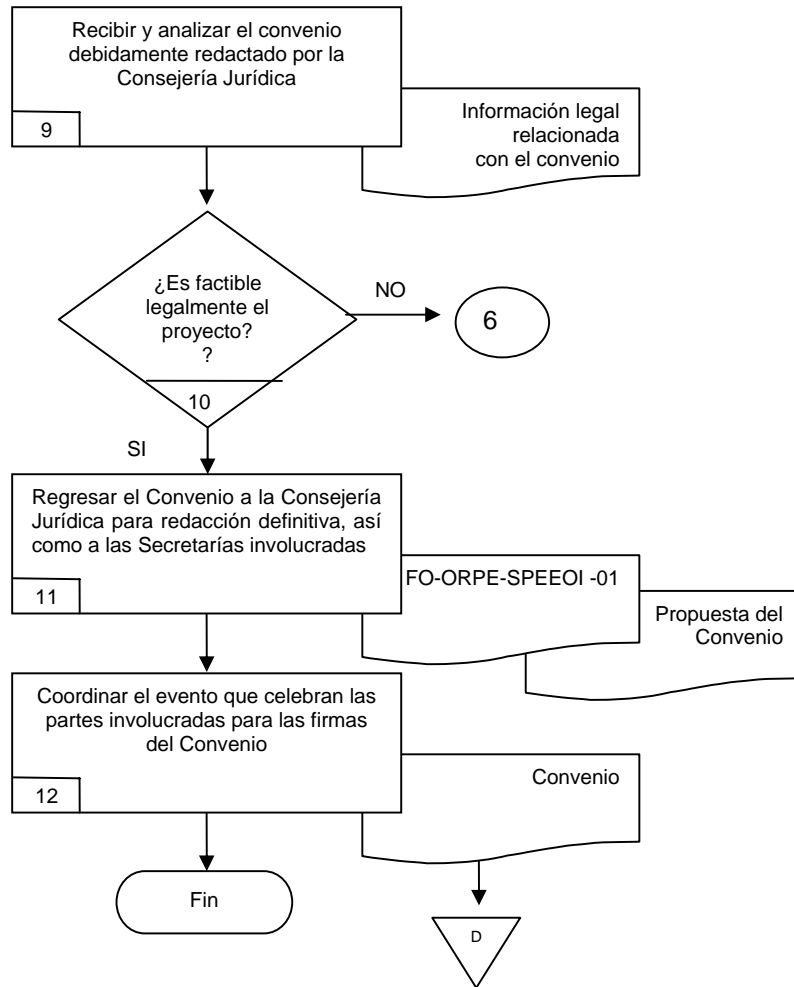 Recibir y analizar el convenio
debidamente redactado por la
Consejería Jurídica
9
Información legal
relacionada
con el convenio
¿Es factible
legalmente el
proyecto?
?
10
NO
6
SI
Regresar el Convenio a la Consejería
Jurídica para redacción definitiva, así
como a las Secretarías involucradas
11
FO-ORPE-SPEEOI -01
Propuesta del
Convenio
Coordinar el evento que celebran las
partes involucradas para las firmas
del Convenio
12
Convenio
Fin
D